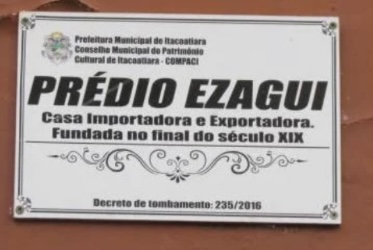 Prefeitura Municipal de Itacoatiara
Conselho Municipal de Patrimônio
Cultural de Itacoatiara - COMPACI
PRÉDIO EZAGUI
Casa Importadora e Exportadora.
Fundada no final do século XIX
Decreto de tombamento: 235/2016